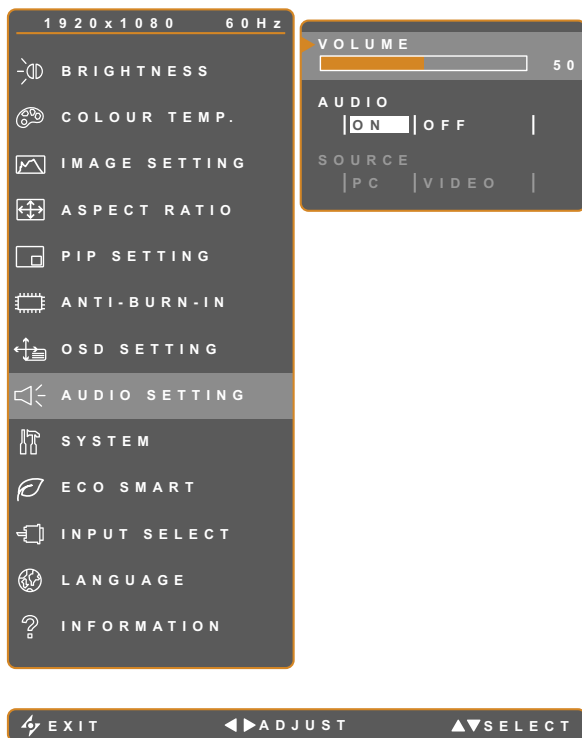 1920x1080 60Hz
BRIGHTNESS
COLOUR TEMP.
IMAGE SETTING
ASPECT RATIO
PIP SETTING
ANTI-BURN-IN
OSD SETTING
AUDIO SETTING
SYSTEM
ECO SMART
INPUT SELECT
LANGUAGE
INFORMATION
VOLUME
50
AUDIO
ON OFF
SOURCE
PC VIDEO
EXIT ADJUST SELECT